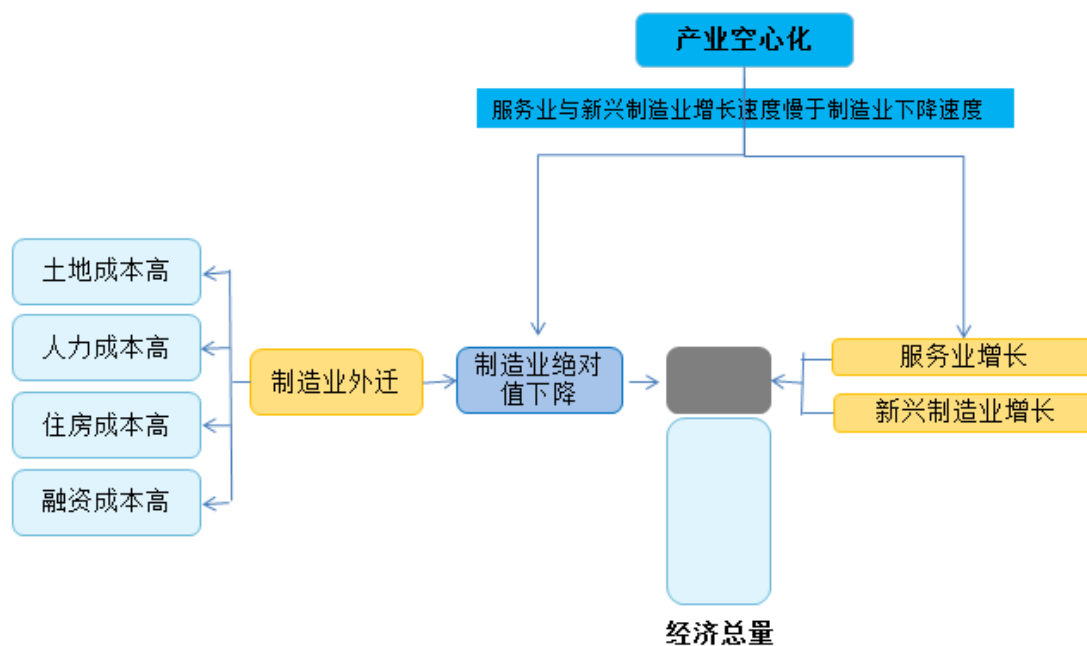 产业空心化
服务业与新兴制造业增长速度慢于制造业下降速度
土地成本高
人力成本高
住房成本高
融资成本高
制造业外迁
制造业绝对
值下降
服务业增长
新兴制造业增长
经济总量